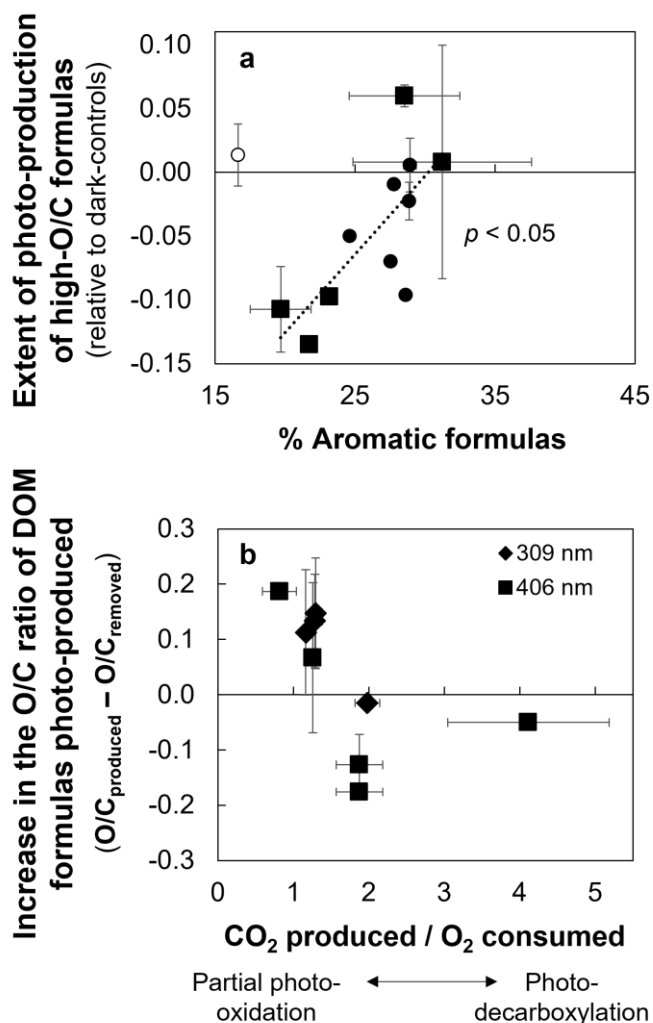 Extent of photo-production
of high-O/C formulas
(relative to dark-controls)
a
0.10
0.05
0.00
-0.05
-0.10
-0.15
p < 0.05
15
25
35
45
% Aromatic formulas
Increase in the O/C ratio of DOM
formulas photo-produced
(O/Cproduced – O/Cremoved)
b
0.3
0.2
0.1
0.0
-0.1
-0.2
-0.3
309 nm
406 nm
0
1
2
3
4
5
CO2 produced / O2 consumed
Partial photo-
oxidation
Photo-
decarboxylation